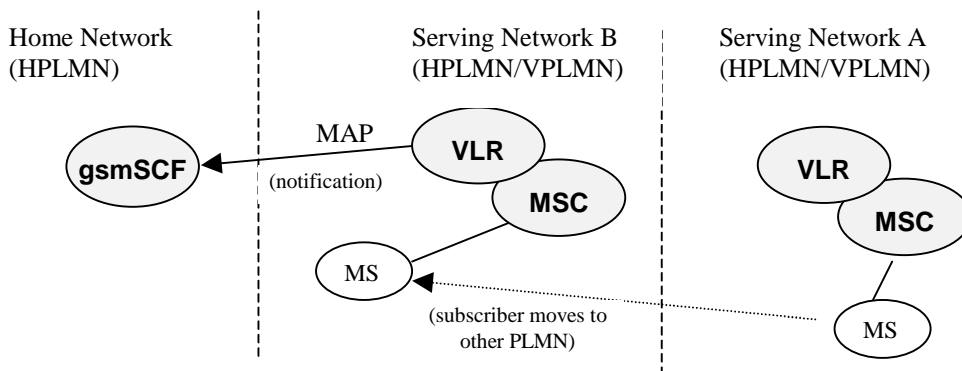 Home Network
(HPLMN)
Serving Network B
(HPLMN/VPLMN)
Serving Network A
(HPLMN/VPLMN)
gsmSCF
MAP
(notification)
VLR
MSC
MS
VLR
MSC
MS
(subscriber moves to
other PLMN)